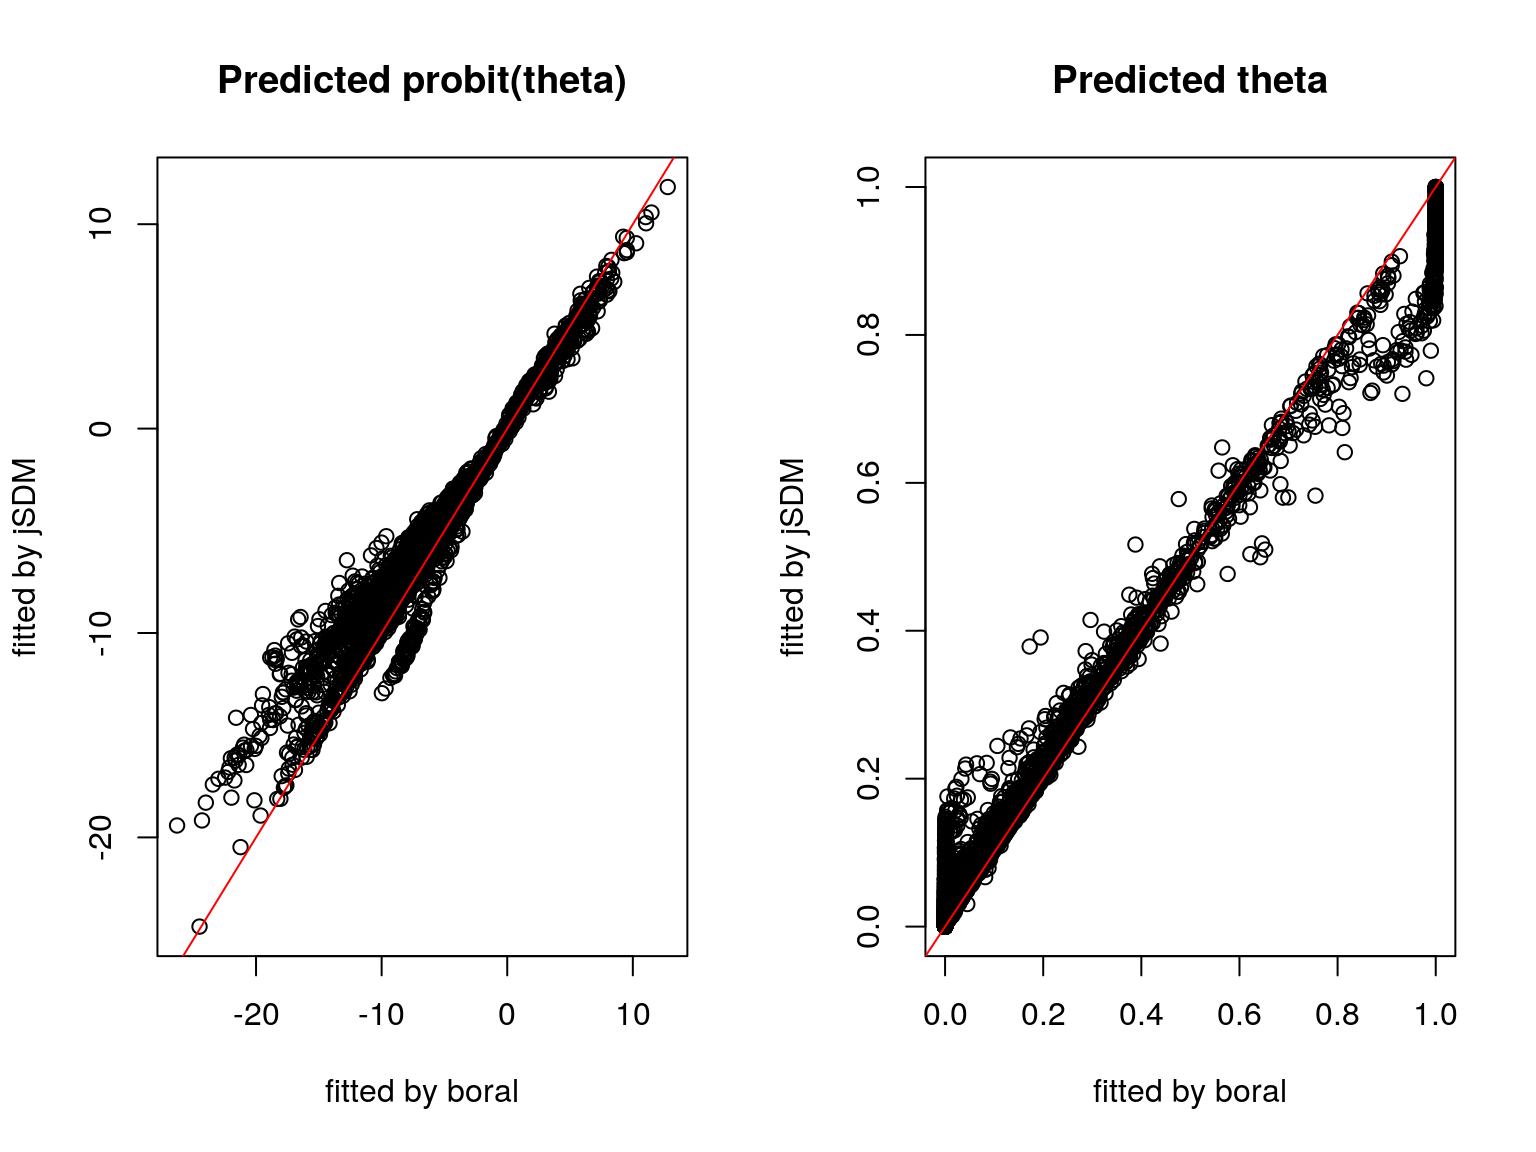 Predicted probit(theta)
10
0
-10
-20
fitted by jSDM
-20 -10 0 10
fitted by boral
Predicted theta
1.0
0.8
0.6
0.4
0.2
0.0
fitted by jSDM
0.0 0.2 0.4 0.6 0.8 1.0
fitted by boral